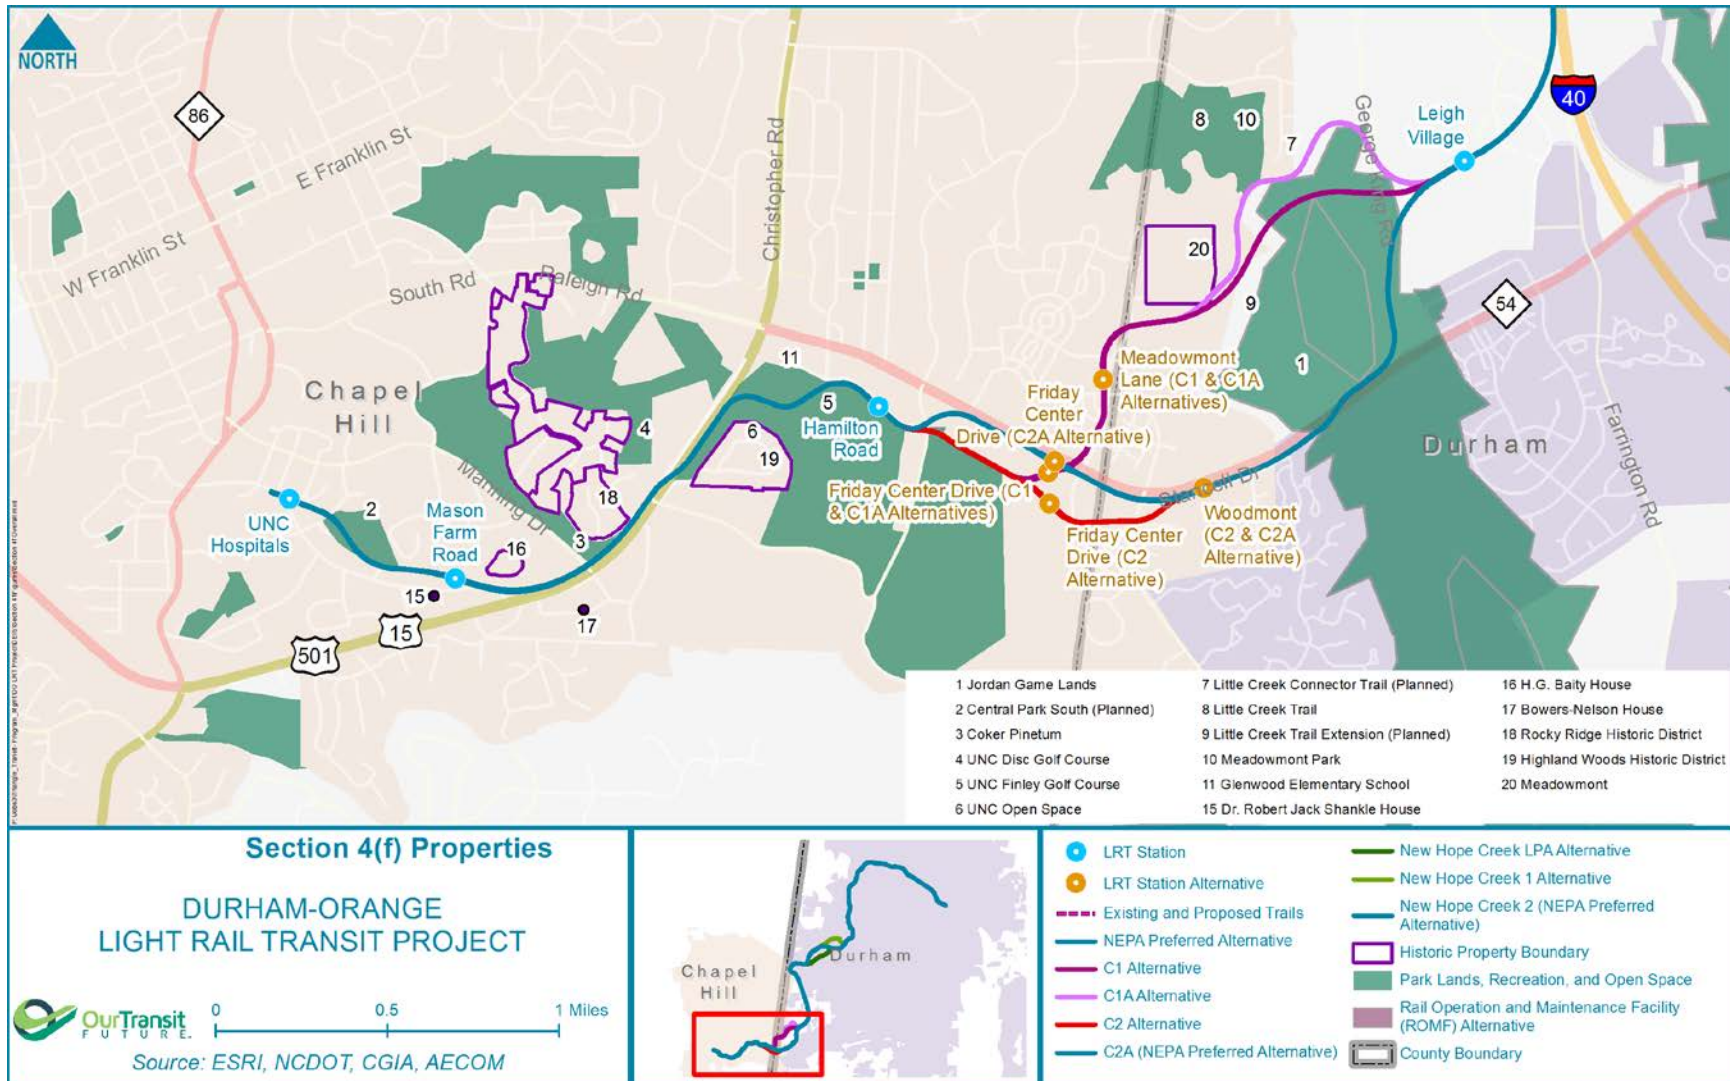 NORTH
86
E Franklin St
W Franklin St
South Rd
Raleigh Rd
Christopher Rd
George King Rd
Leigh
Village
40
54
Farrington Rd
8
10
7
20
9
1
11
5
Hamilton
Road
6
19
4
18
Chapel
Hill
Manning Dr
Mason
Farm
Road
UNC
Hospitals
2
16
3
15
17
15
501
Meadowmont
Lane (C1 & C1A
Alternatives)
Friday
Center
Drive (C2A Alternative)
Friday Center Drive (C1
& C1A Alternatives)
Friday Center
Drive (C2
Alternative)
Woodmont
(C2 & C2A
Alternative)
Durham
1 Jordan Game Lands
2 Central Park South (Planned)
3 Coker Pinetum
4 UNC Disc Golf Course
5 UNC Finley Golf Course
6 UNC Open Space
7 Little Creek Connector Trail (Planned)
8 Little Creek Trail
9 Little Creek Trail Extension (Planned)
10 Meadowmont Park
11 Glenwood Elementary School
15 Dr. Robert Jack Shankle House
16 H.G. Baity House
17 Bowers-Nelson House
18 Rocky Ridge Historic District
19 Highland Woods Historic District
20 Meadowmont
Section 4(f) Properties
DURHAM-ORANGE
LIGHT RAIL TRANSIT PROJECT
OurTransit
FUTURE
0 0.5 1 Miles
Source: ESRI, NCDOT, CGIA, AECOM
Chapel
Hill
Durham
LRT Station
LRT Station Alternative
Existing and Proposed Trails
NEPA Preferred Alternative
C1 Alternative
C1A Alternative
C2 Alternative
C2A (NEPA Preferred Alternative)
New Hope Creek LPA Alternative
New Hope Creek 1 Alternative
New Hope Creek 2 (NEPA Preferred
Alternative)
Historic Property Boundary
Park Lands, Recreation, and Open Space
Rail Operation and Maintenance Facility
(ROMF) Alternative
County Boundary